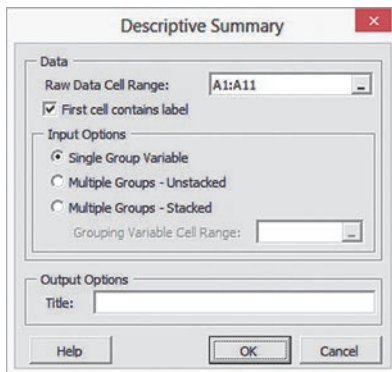 Descriptive Summary
Data
Raw Data Cell Range: A1:A11
First cell contains label
Input Options
Single Group Variable
Multiple Groups - Unstacked
Multiple Groups - Stacked
Grouping Variable Cell Range:
Output Options
Title:
Help OK Cancel